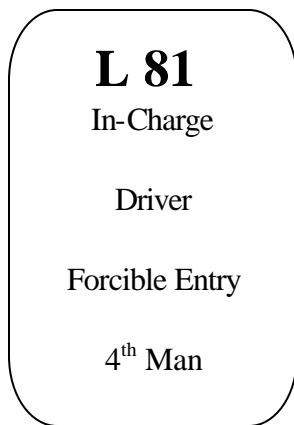 L 81
In-Charge
Driver
Forcible Entry
4th Man